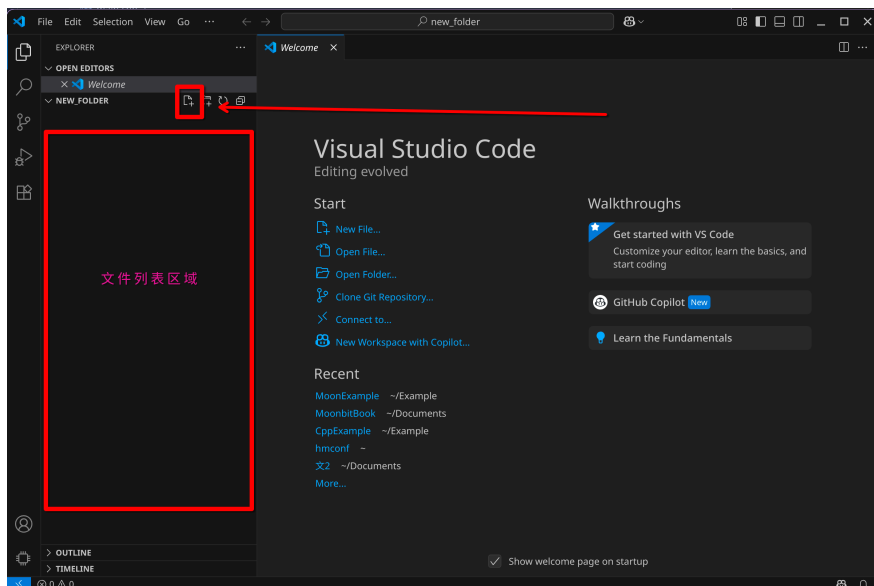 File Edit Selection View Go ··· new_folder
EXPLORER ···
Welcome
OPEN EDITORS
Welcome
NEW_FOLDER
文件列表区域
Visual Studio Code
Editing evolved
Start
New File...
Open File...
Open Folder...
Clone Git Repository...
Connect to...
New Workspace with Copilot...
Recent
MoonExample ~/Example
MoonbitBook ~/Documents
CppExample ~/Example
hmconf ~
文2 ~/Documents
More...
Walkthroughs
Get started with VS Code
Customize your editor, learn the basics, and
start coding
GitHub Copilot New
Learn the Fundamentals
OUTLINE
TIMELINE
Show welcome page on startup
0 0